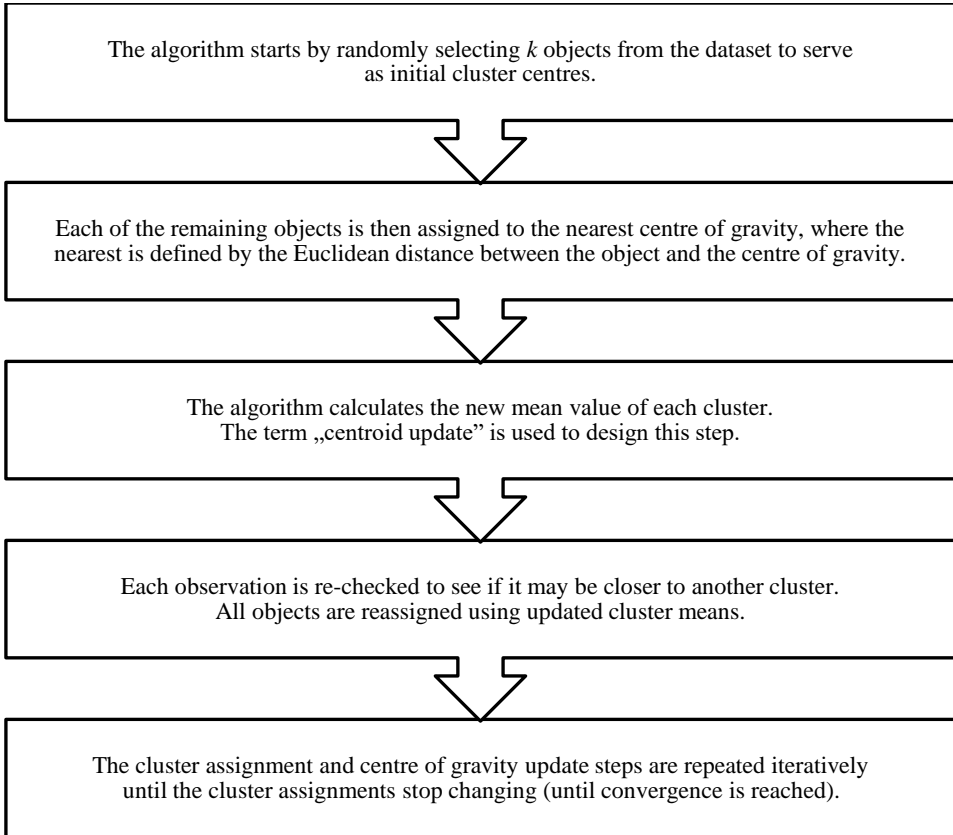 The algorithm starts by randomly selecting k objects from the dataset to serve
as initial cluster centres.
Each of the remaining objects is then assigned to the nearest centre of gravity, where the
nearest is defined by the Euclidean distance between the object and the centre of gravity.
The algorithm calculates the new mean value of each cluster.
The term „centroid update” is used to design this step.
Each observation is re-checked to see if it may be closer to another cluster.
All objects are reassigned using updated cluster means.
The cluster assignment and centre of gravity update steps are repeated iteratively
until the cluster assignments stop changing (until convergence is reached).